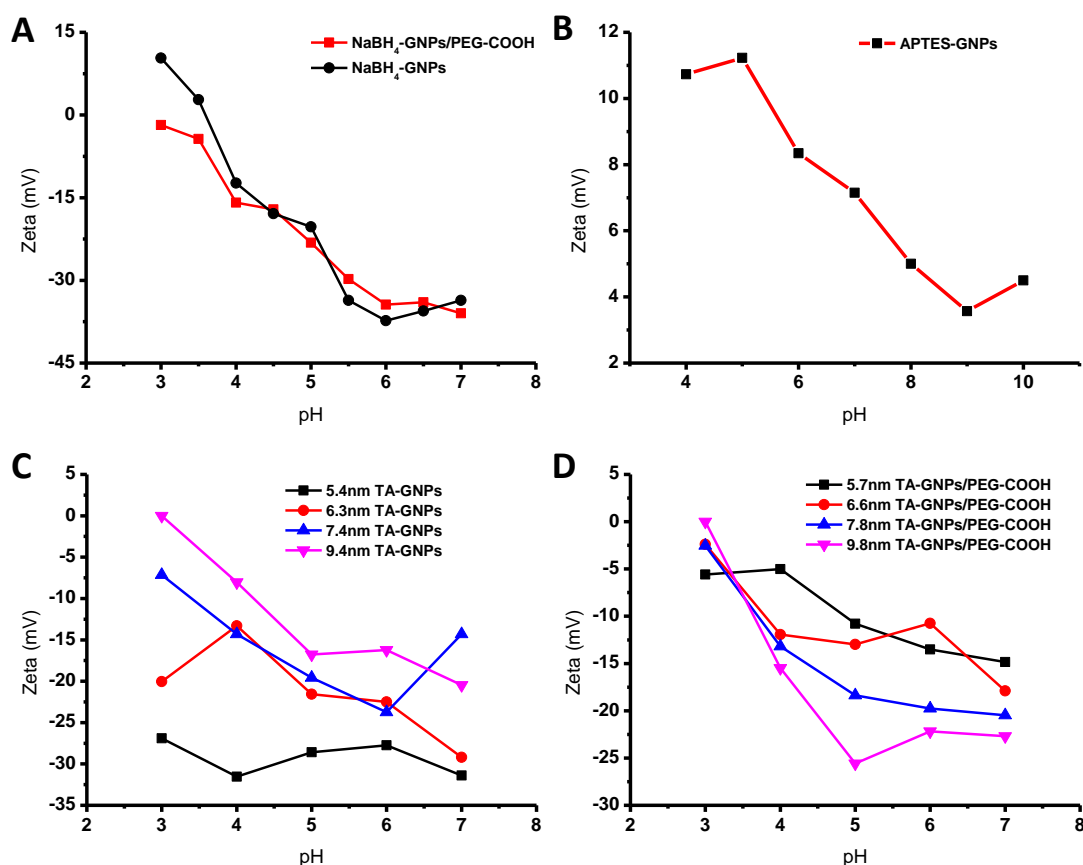 A
15
0
-15
-30
-45
Zeta (mV)
2 3 4 5 6 7 8
pH
NaBH4-GNPs/PEG-COOH
NaBH4-GNPs
B
12
10
8
6
4
2
Zeta (mV)
4 6 8 10
pH
APTES-GNPs
C
5
0
-5
-10
-15
-20
-25
-30
-35
Zeta (mV)
2 3 4 5 6 7 8
pH
5.4nm TA-GNPs
6.3nm TA-GNPs
7.4nm TA-GNPs
9.4nm TA-GNPs
D
5
0
-5
-10
-15
-20
-25
-30
Zeta (mV)
2 3 4 5 6 7 8
pH
5.7nm TA-GNPs/PEG-COOH
6.6nm TA-GNPs/PEG-COOH
7.8nm TA-GNPs/PEG-COOH
9.8nm TA-GNPs/PEG-COOH